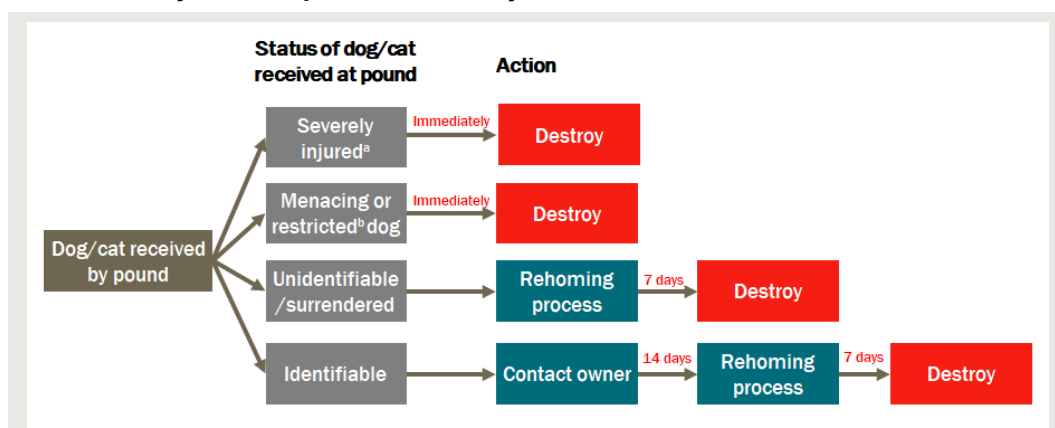 Status of dog/cat
received at pound
Action
Severely
injuredᵃ
Immediately
Destroy
Menacing or
restrictedᵇ dog
Immediately
Destroy
Dog/cat received
by pound
Unidentifiable
/surrendered
Rehoming
process
7 days
Destroy
Identifiable
Contact owner
14 days
Rehoming
process
7 days
Destroy